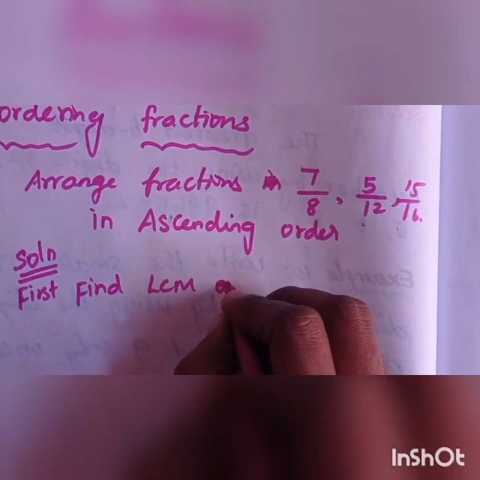 ordering fractions
Arrange fractions 7/8, 5/12, 15/16.
in Ascending order
Soln
First Find LCM
InShOt